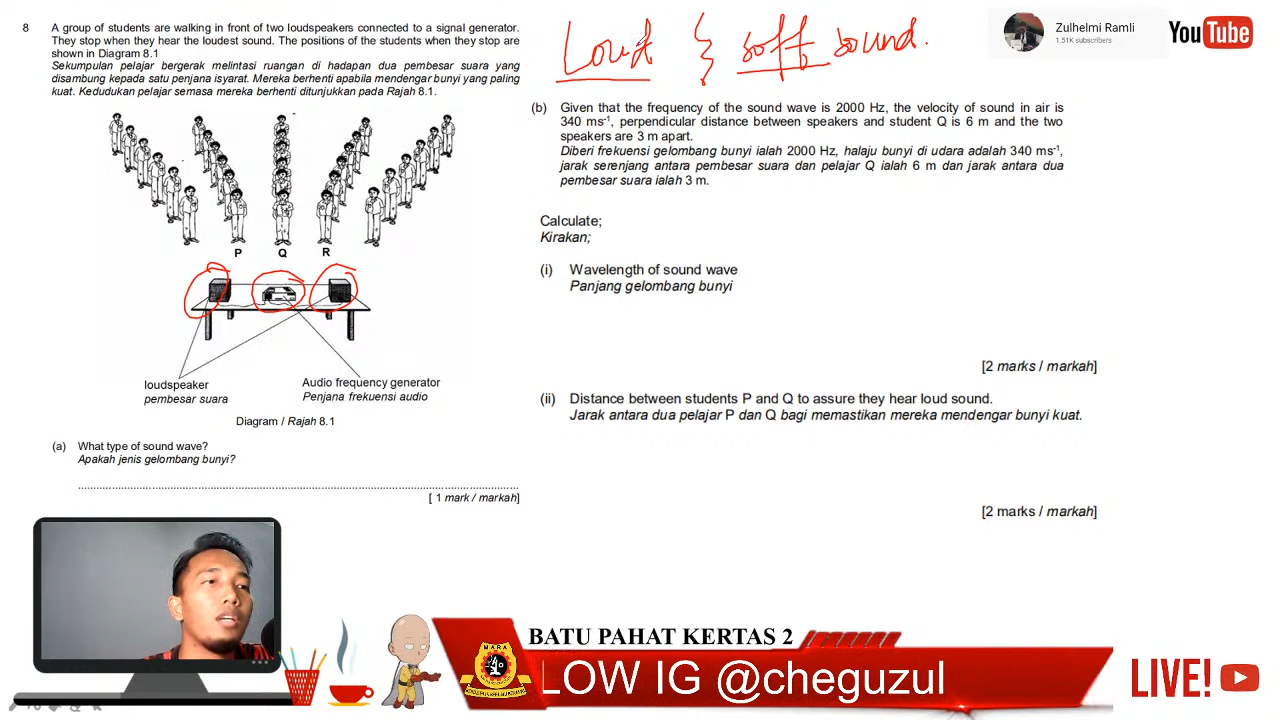 8 A group of students are walking in front of two loudspeakers connected to a signal generator.
They stop when they hear the loudest sound. The positions of the students when they stop are
shown in Diagram 8.1
Sekumpulan pelajar bergerak melintasi ruangan di hadapan dua pembesar suara yang
disambung kepada satu penjana isyarat. Mereka berhenti apabila mendengar bunyi yang paling
kuat. Kedudukan pelajar semasa mereka berhenti ditunjukkan pada Rajah 8.1.
P Q R
loudspeaker
pembesar suara
Audio frequency generator
Penjana frekuensi audio
Diagram / Rajah 8.1
(a) What type of sound wave?
Apakah jenis gelombang bunyi?
[ 1 mark / markah]
Loud & soft sound.
Zulhelmi Ramli
1.51K subscribers
YouTube
(b) Given that the frequency of the sound wave is 2000 Hz, the velocity of sound in air is
340 ms⁻¹, perpendicular distance between speakers and student Q is 6 m and the two
speakers are 3 m apart.
Diberi frekuensi gelombang bunyi ialah 2000 Hz, halaju bunyi di udara adalah 340 ms⁻¹,
jarak serenjang antara pembesar suara dan pelajar Q ialah 6 m dan jarak antara dua
pembesar suara ialah 3 m.
Calculate;
Kirakan;
(i) Wavelength of sound wave
Panjang gelombang bunyi
[2 marks / markah]
(ii) Distance between students P and Q to assure they hear loud sound.
Jarak antara dua pelajar P dan Q bagi memastikan mereka mendengar bunyi kuat.
[2 marks / markah]
BATU PAHAT KERTAS 2
MARA
LOW IG @cheguzul
LIVE!